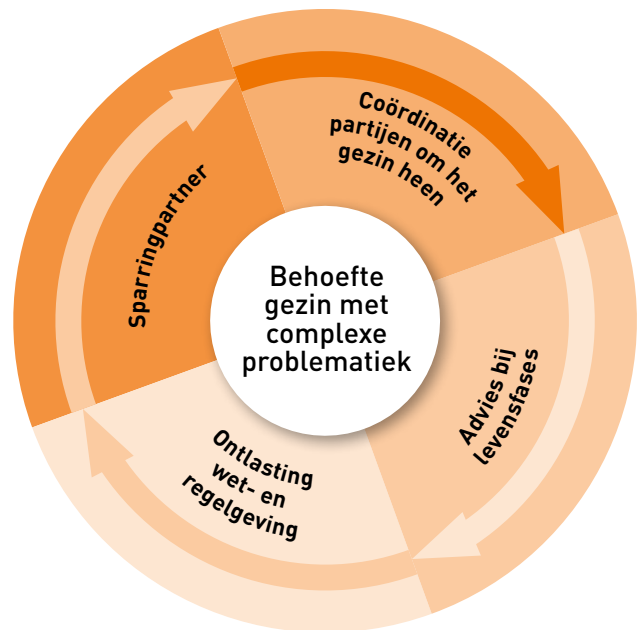 Behoefte
gezin met
complexe
problematiek
Coördinatie
partijen om het
gezin heen
Advies bij
levensfases
Ontlasting
wet- en
regelgeving
Sparringpartner